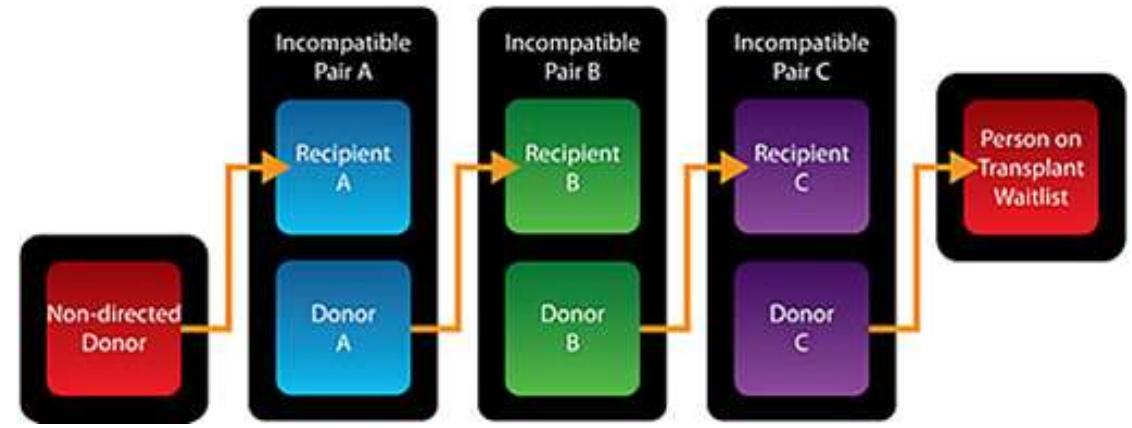 Incompatible
Pair A
Recipient
A
Donor
A
Incompatible
Pair B
Recipient
B
Donor
B
Incompatible
Pair C
Recipient
C
Donor
C
Person on
Transplant
Waitlist
Non-directed
Donor